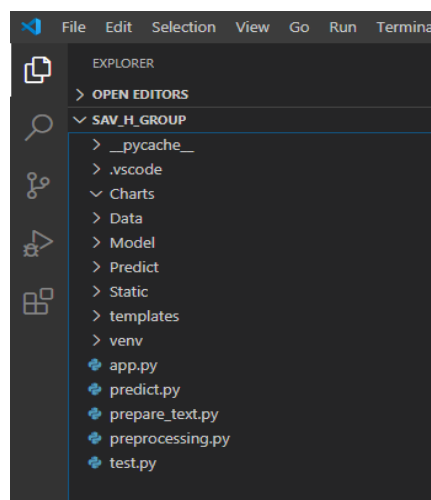 File Edit Selection View Go Run Termina
EXPLORER
OPEN EDITORS
SAV_H_GROUP
__pycache__
.vscode
Charts
Data
Model
Predict
Static
templates
venv
app.py
predict.py
prepare_text.py
preprocessing.py
test.py